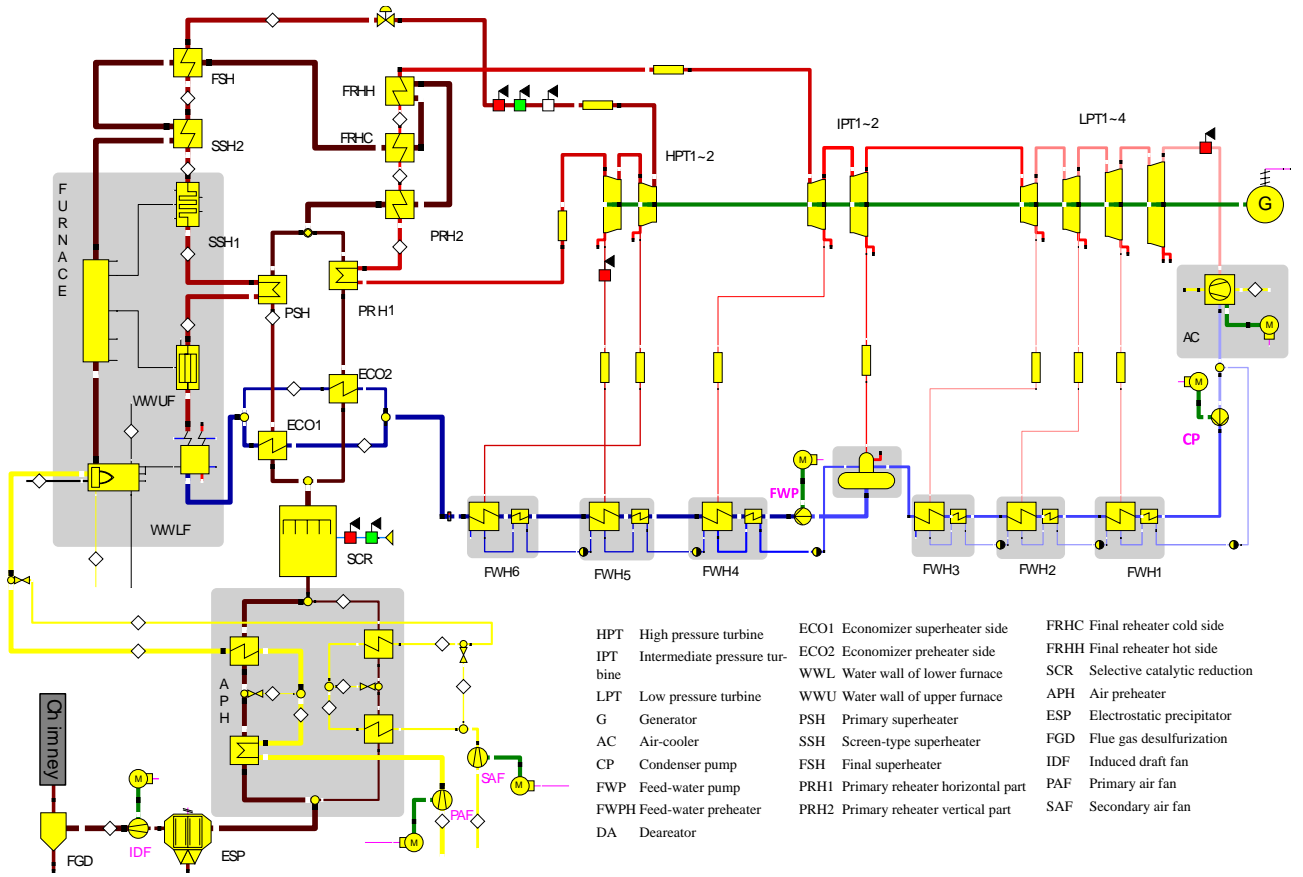 FSH
FRHH
FRHC
SSH2
HPT1~2
IPT1~2
LPT1~4
FURNACE
G
SSH1
PRH2
PSH
PRH1
M
AC
ECO2
WWUF
ECO1
M
CP
M
FWP
WWLF
SCR
FWH6
FWH5
FWH4
FWH3
FWH2
FWH1
APH
Chimney
M
SAF
M
PAF
M
FGD
IDF
ESP
HPT High pressure turbine
IPT Intermediate pressure tur-
bine
LPT Low pressure turbine
G Generator
AC Air-cooler
CP Condenser pump
FWP Feed-water pump
FWPH Feed-water preheater
DA Deareator
ECO1 Economizer superheater side
ECO2 Economizer preheater side
WWL Water wall of lower furnace
WWU Water wall of upper furnace
PSH Primary superheater
SSH Screen-type superheater
FSH Final superheater
PRH1 Primary reheater horizontal part
PRH2 Primary reheater vertical part
FRHC Final reheater cold side
FRHH Final reheater hot side
SCR Selective catalytic reduction
APH Air preheater
ESP Electrostatic precipitator
FGD Flue gas desulfurization
IDF Induced draft fan
PAF Primary air fan
SAF Secondary air fan